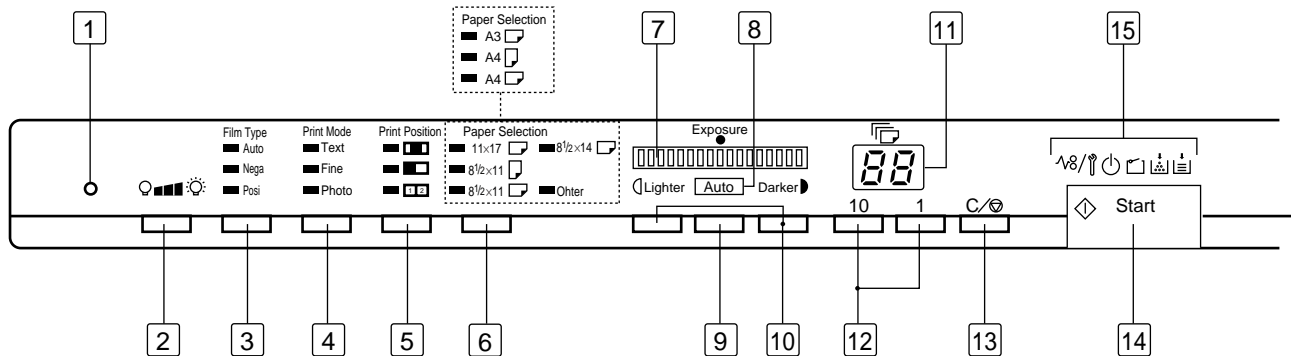 1
7
8
11
15
Paper Selection
A3
A4
A4
Film Type
Auto
Nega
Posi
Print Mode
Text
Fine
Photo
Print Position
1 2
Paper Selection
11×17
8½×14
8½×11
8½×11
Ohter
Exposure
Lighter
Auto
Darker
88
10
1
C/
Start
2
3
4
5
6
9
10
12
13
14